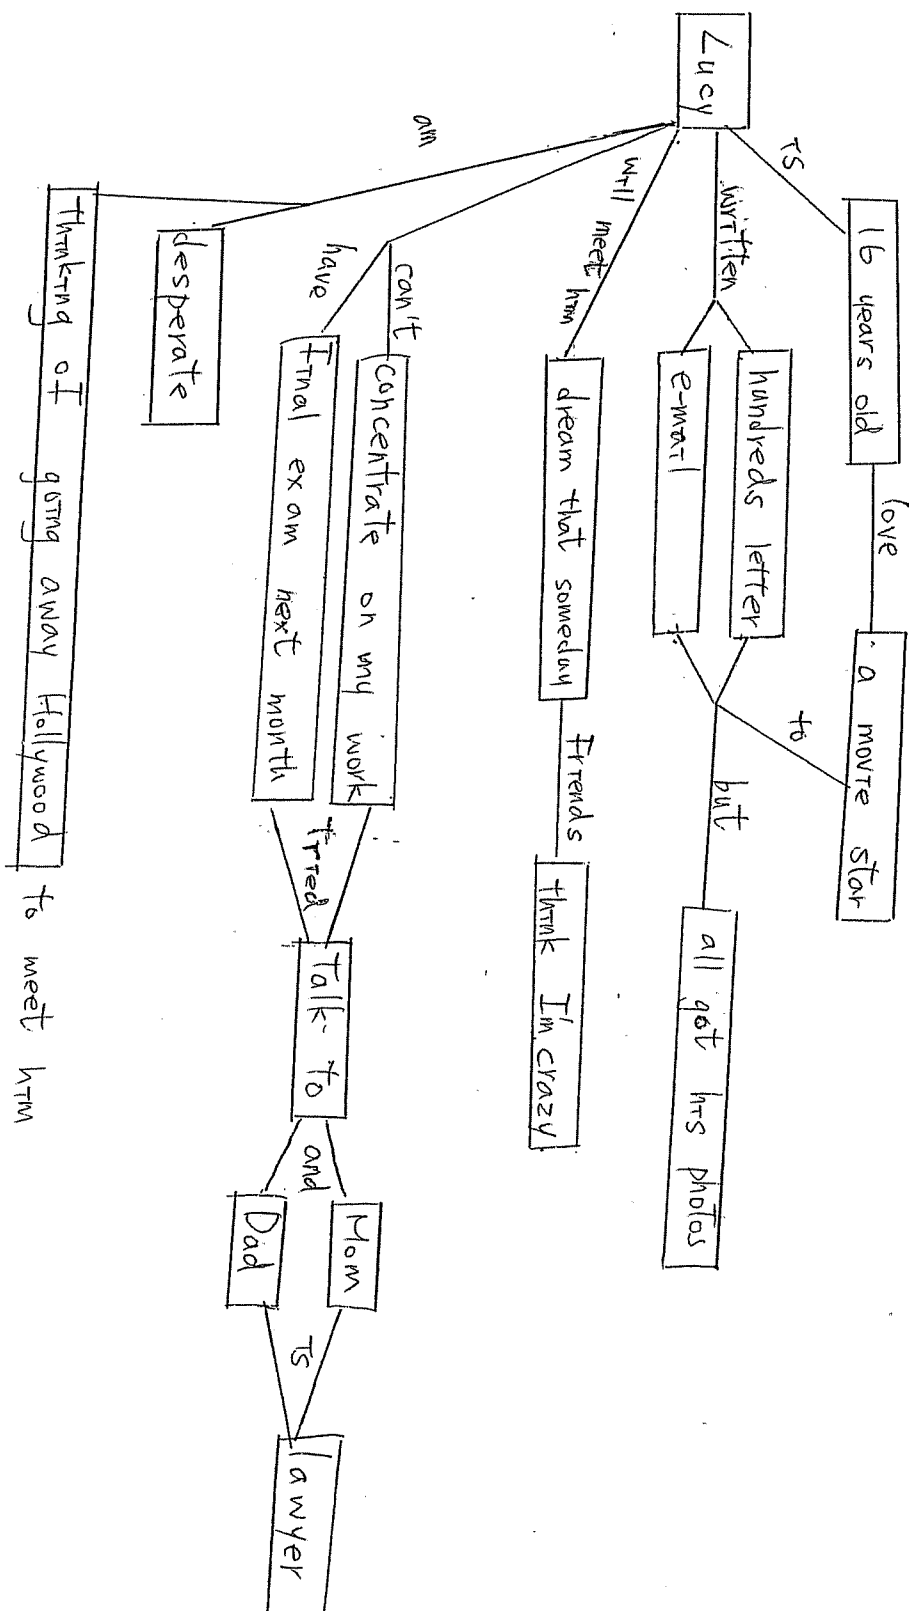 Lucy
is
16 years old
love
a movie star
written
hundreds letter
e-mail
to
but
all got his photos
will meet him
dream that someday
friends
think I'm crazy
can't
concentrate on my work
have
final exam next month
tried
Talk to
and
Mom
Dad
is
lawyer
am
desperate
thinking of going away Hollywood to meet him